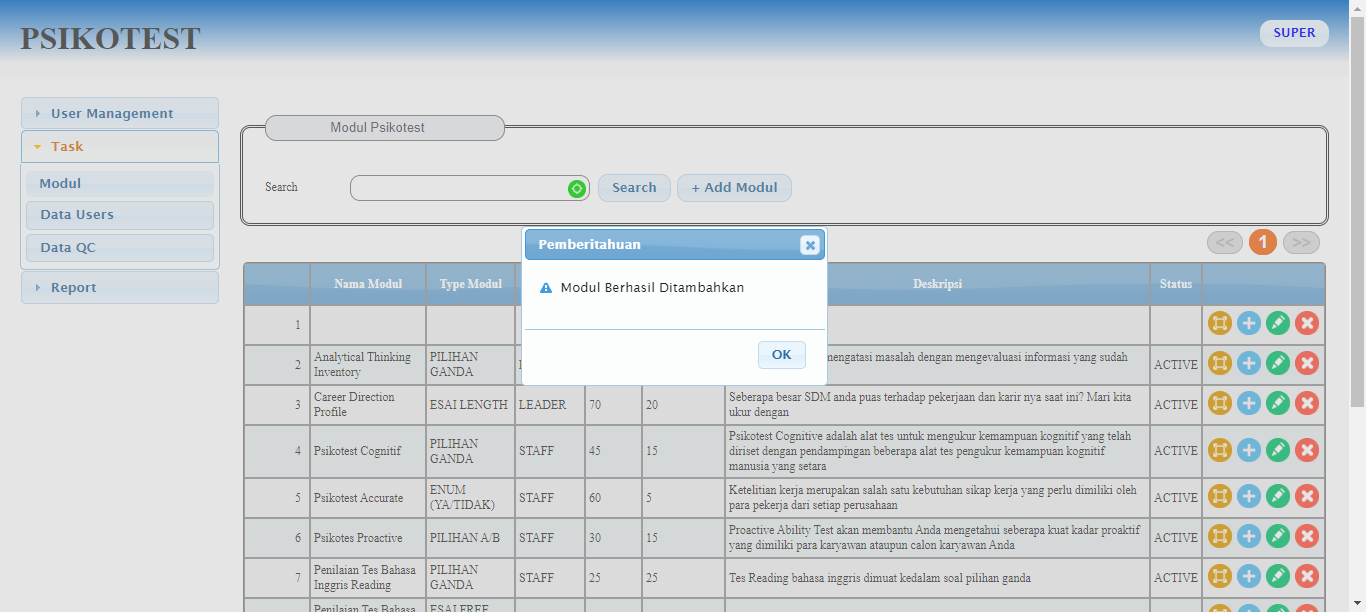 PSIKOTEST
SUPER
User Management
Task
Modul
Data Users
Data QC
Report
Modul Psikotest
Search
Search
+ Add Modul
<< 1 >>
Pemberitahuan
Modul Berhasil Ditambahkan
OK
Nama Modul Type Modul Deskripsi Status
1
2 Analytical Thinking Inventory PILIHAN GANDA mengatasi masalah dengan mengevaluasi informasi yang sudah ACTIVE
3 Career Direction Profile ESAI LENGTH LEADER 70 20 Seberapa besar SDM anda puas terhadap pekerjaan dan karir nya saat ini? Mari kita ukur dengan ACTIVE
4 Psikotest Cognitif PILIHAN GANDA STAFF 45 15 Psikotest Cognitive adalah alat tes untuk mengukur kemampuan kognitif yang telah diriset dengan pendampingan beberapa alat tes pengukur kemampuan kognitif manusia yang setara ACTIVE
5 Psikotest Accurate ENUM (YA/TIDAK) STAFF 60 5 Ketelitian kerja merupakan salah satu kebutuhan sikap kerja yang perlu dimiliki oleh para pekerja dari setiap perusahaan ACTIVE
6 Psikotes Proactive PILIHAN A/B STAFF 30 15 Proactive Ability Test akan membantu Anda mengetahui seberapa kuat kadar proaktif yang dimiliki para karyawan ataupun calon karyawan Anda ACTIVE
7 Penilaian Tes Bahasa Inggris Reading PILIHAN GANDA STAFF 25 25 Tes Reading bahasa inggris dimuat kedalam soal pilihan ganda ACTIVE
Penilaian Tes Bahasa ESAI FREE